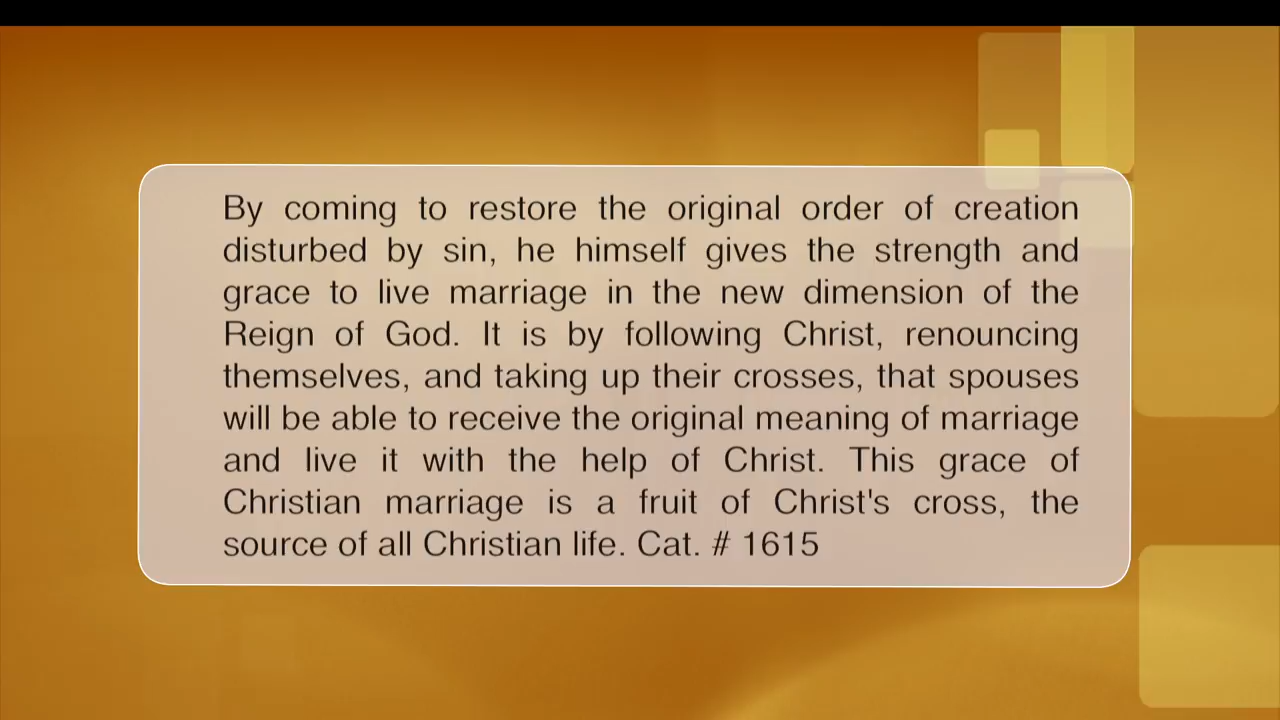 By coming to restore the original order of creation
disturbed by sin, he himself gives the strength and
grace to live marriage in the new dimension of the
Reign of God. It is by following Christ, renouncing
themselves, and taking up their crosses, that spouses
will be able to receive the original meaning of marriage
and live it with the help of Christ. This grace of
Christian marriage is a fruit of Christ's cross, the
source of all Christian life. Cat. # 1615